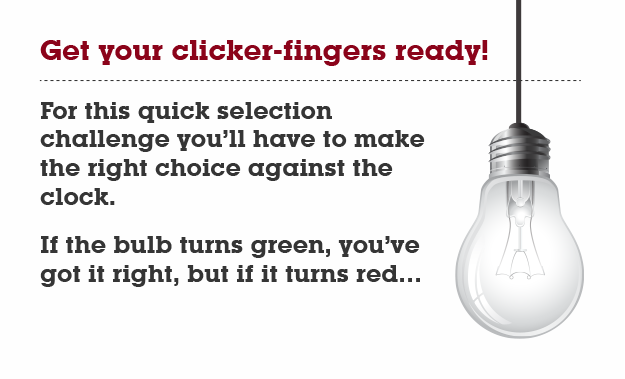 Get your clicker-fingers ready!
For this quick selection
challenge you’ll have to make
the right choice against the
clock.
If the bulb turns green, you’ve
got it right, but if it turns red...